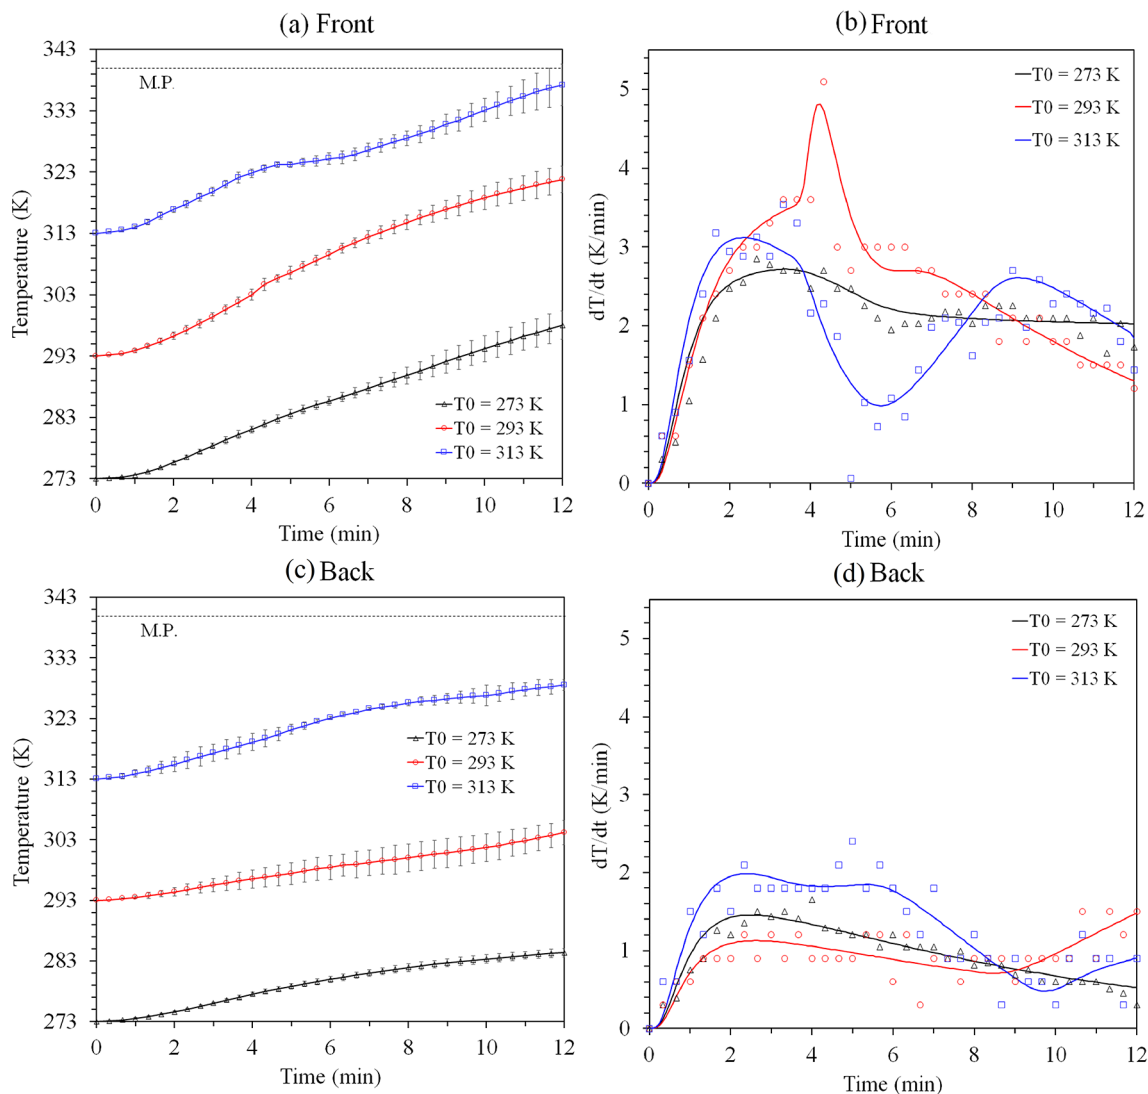 (a) Front
343
333
323
313
303
293
283
273
Temperature (K)
M.P.
T0 = 273 K
T0 = 293 K
T0 = 313 K
0 2 4 6 8 10 12
Time (min)
(b) Front
5
4
3
2
1
0
dT/dt (K/min)
T0 = 273 K
T0 = 293 K
T0 = 313 K
0 2 4 6 8 10 12
Time (min)
(c) Back
343
333
323
313
303
293
283
273
Temperature (K)
M.P.
T0 = 273 K
T0 = 293 K
T0 = 313 K
0 2 4 6 8 10 12
Time (min)
(d) Back
5
4
3
2
1
0
dT/dt (K/min)
T0 = 273 K
T0 = 293 K
T0 = 313 K
0 2 4 6 8 10 12
Time (min)